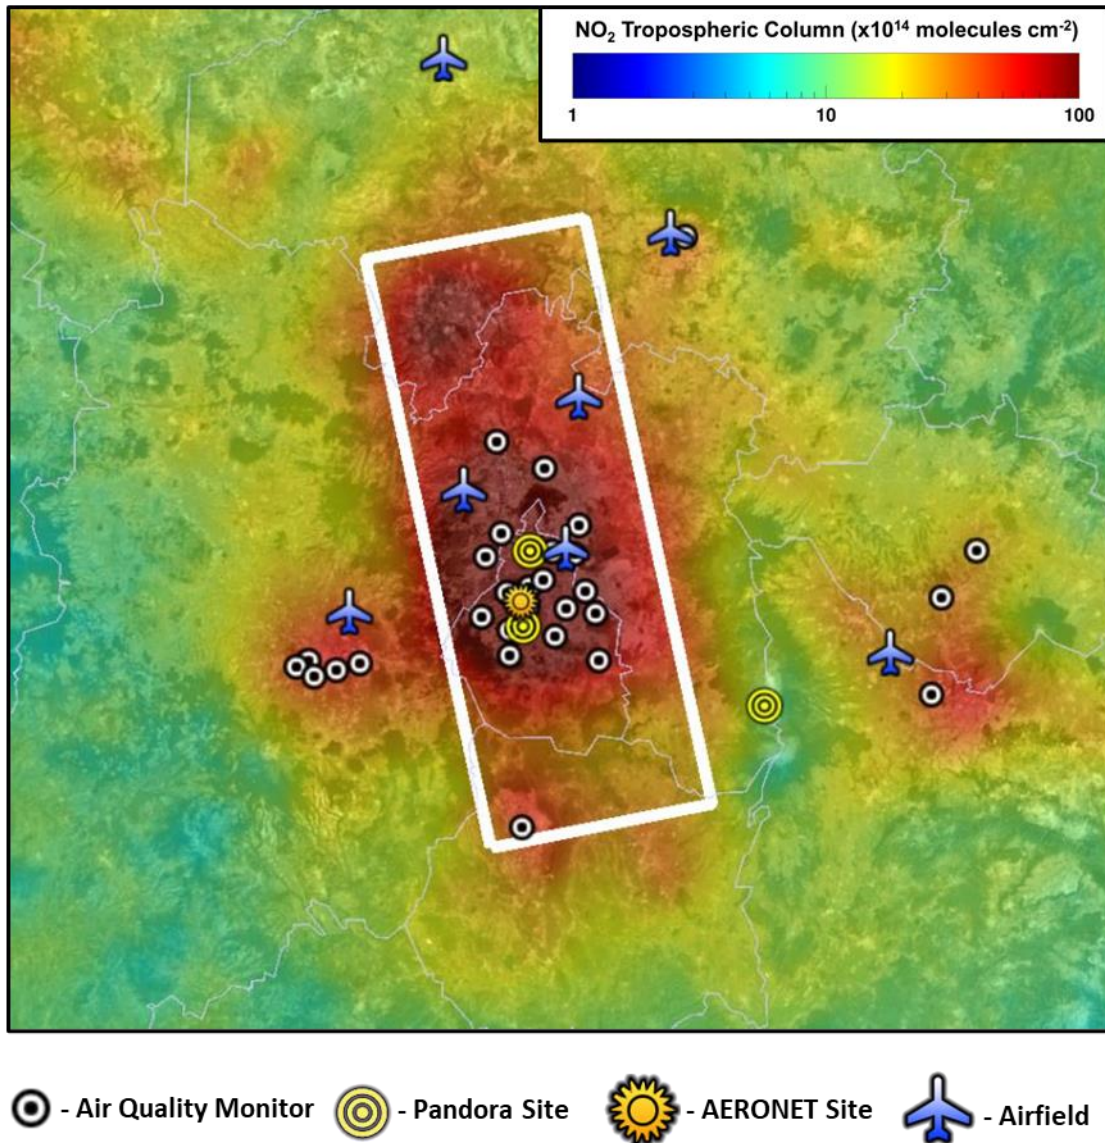 NO₂ Tropospheric Column (x10¹⁴ molecules cm⁻²)
1 10 100
- Air Quality Monitor - Pandora Site - AERONET Site - Airfield